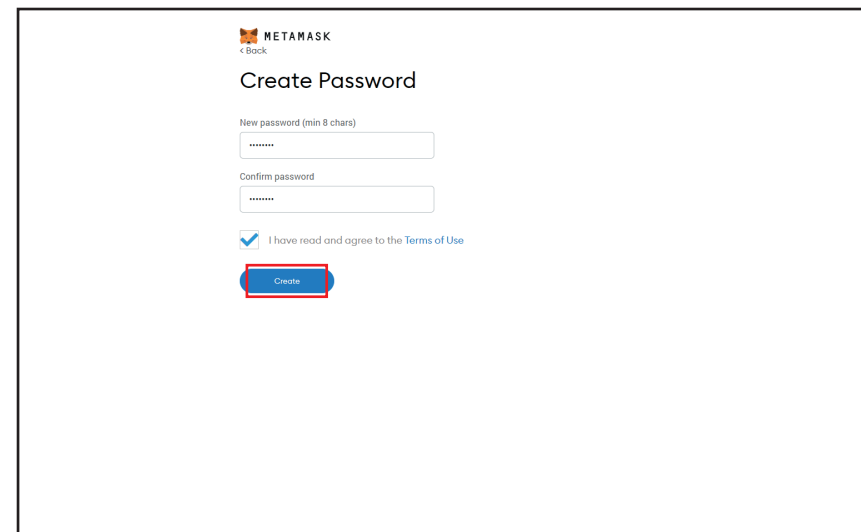 METAMASK
< Back
Create Password
New password (min 8 chars)
••••••••
Confirm password
••••••••
I have read and agree to the Terms of Use
Create